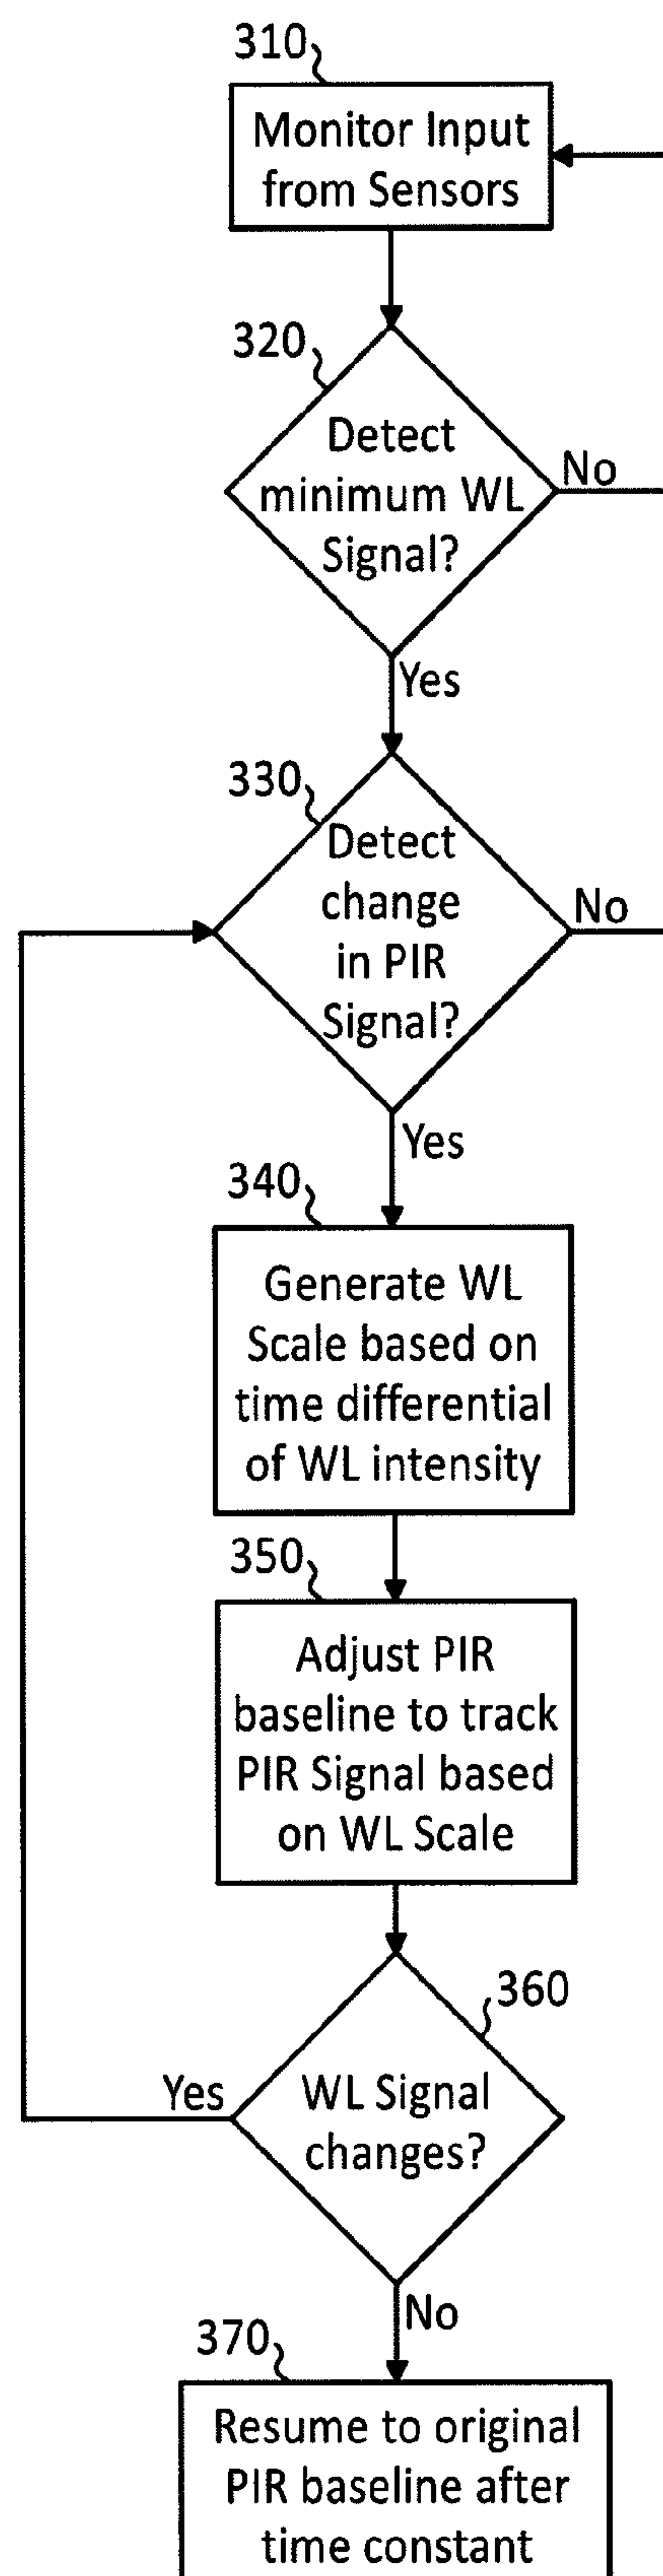 310
Monitor Input
from Sensors
320
Detect
minimum WL
Signal?
No
Yes
330
Detect
change
in PIR
Signal?
No
Yes
340
Generate WL
Scale based on
time differential
of WL intensity
350
Adjust PIR
baseline to track
PIR Signal based
on WL Scale
360
WL Signal
changes?
Yes
No
370
Resume to original
PIR baseline after
time constant